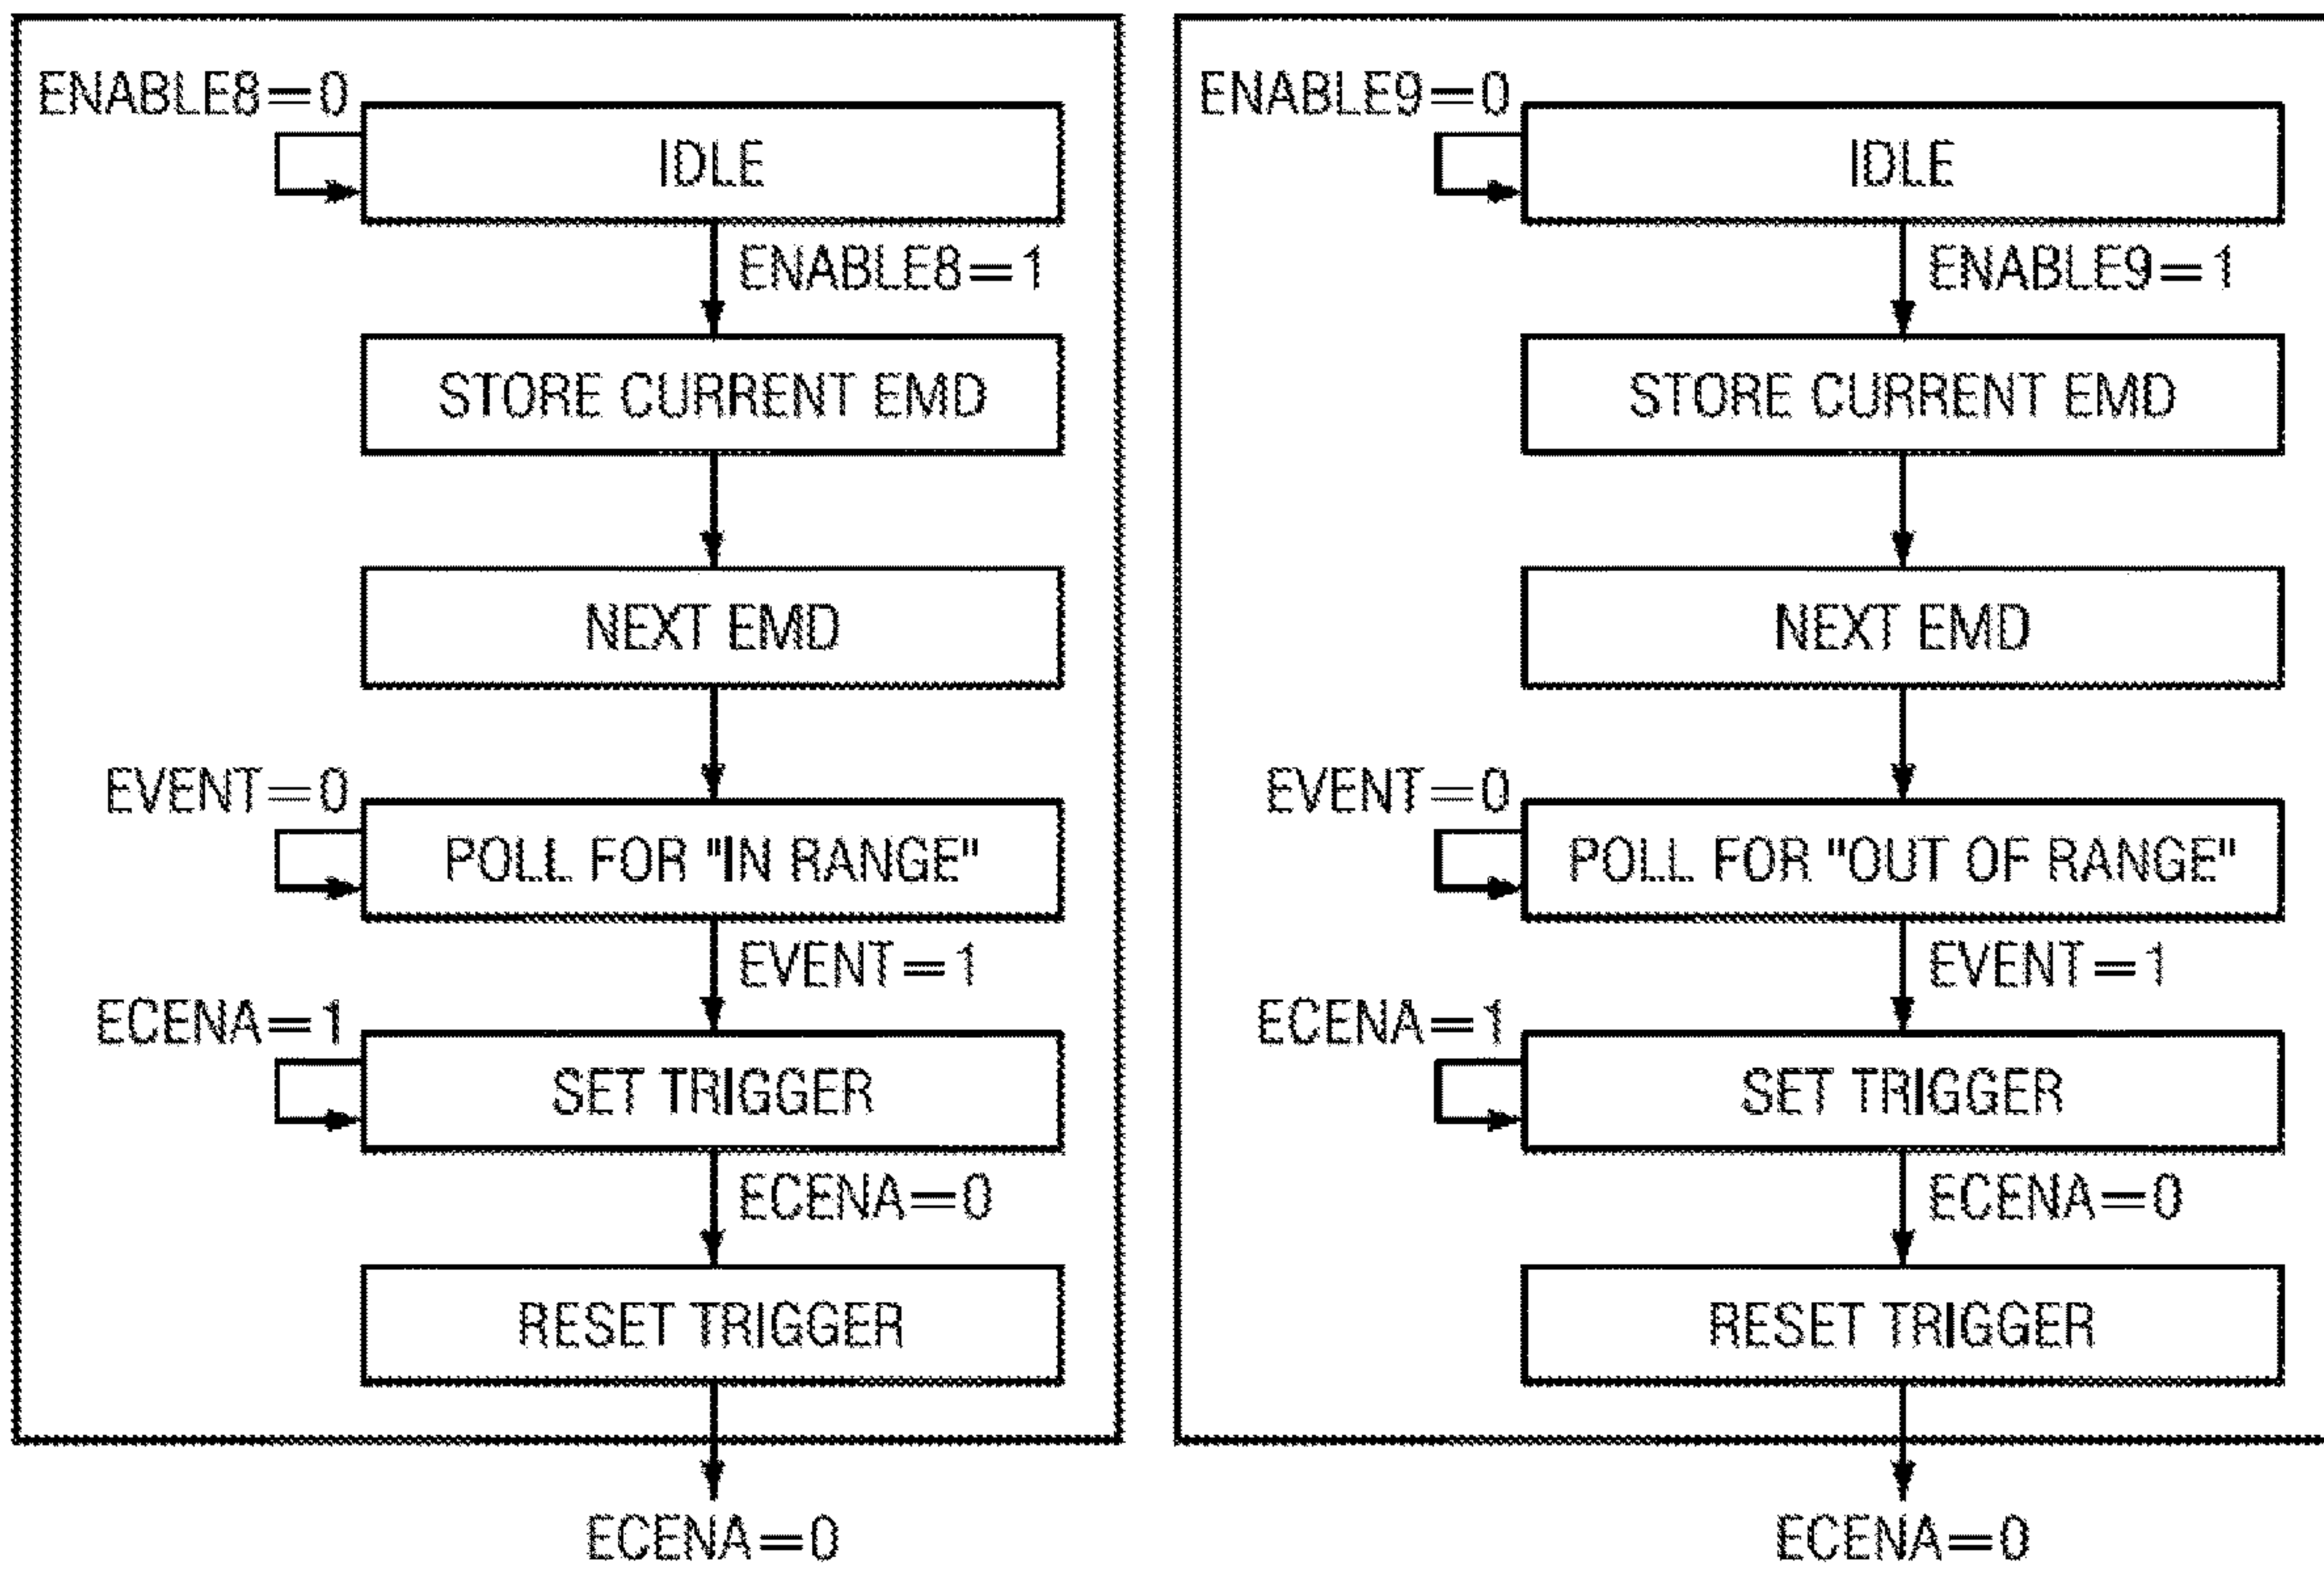 ENABLE8=0
IDLE
ENABLE8=1
STORE CURRENT EMD
NEXT EMD
EVENT=0
POLL FOR "IN RANGE"
EVENT=1
ECENA=1
SET TRIGGER
ECENA=0
RESET TRIGGER
ECENA=0
ENABLE9=0
IDLE
ENABLE9=1
STORE CURRENT EMD
NEXT EMD
EVENT=0
POLL FOR "OUT OF RANGE"
EVENT=1
ECENA=1
SET TRIGGER
ECENA=0
RESET TRIGGER
ECENA=0